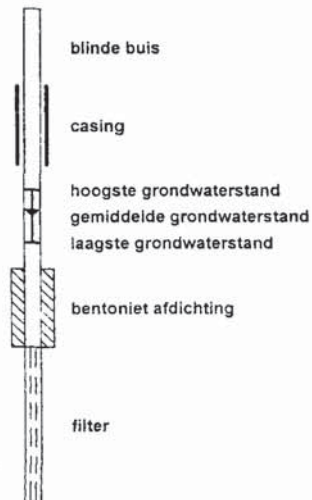 blinde buis
casing
hoogste grondwaterstand
gemiddelde grondwaterstand
laagste grondwaterstand
bentoniet afdichting
filter